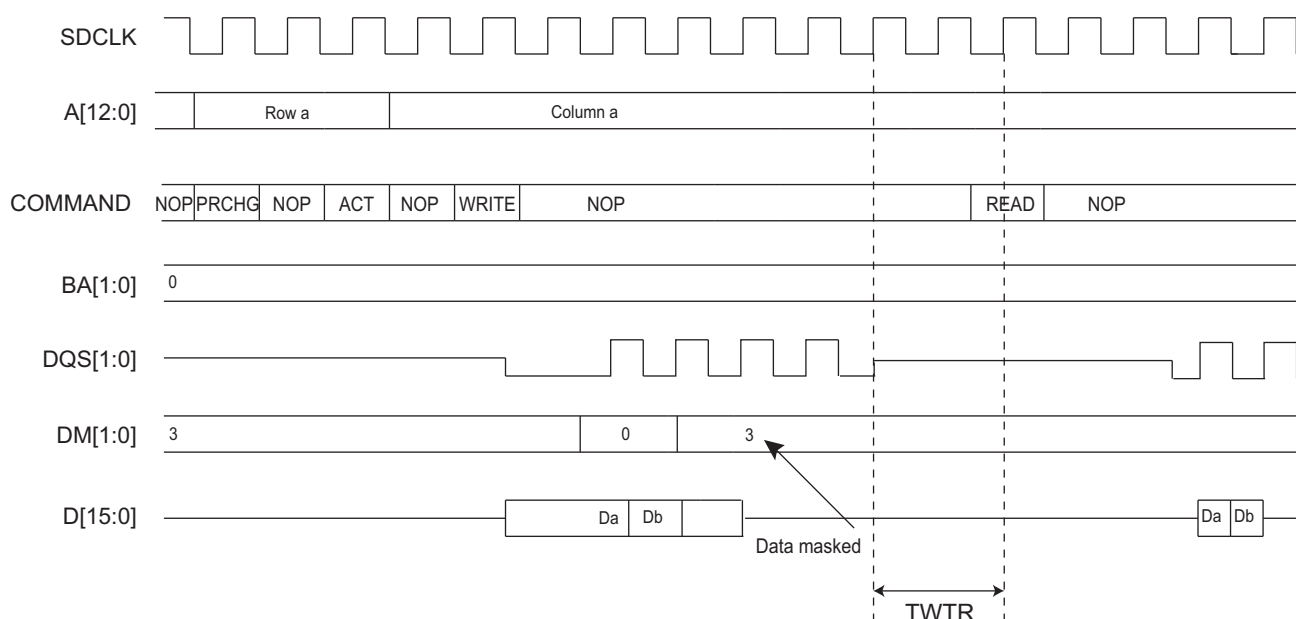 SDCLK
A[12:0] Row a Column a
COMMAND NOP PRCHG NOP ACT NOP WRITE NOP READ NOP
BA[1:0] 0
DQS[1:0]
DM[1:0] 3 0 3
D[15:0] Da Db Da Db
Data masked
TWTR